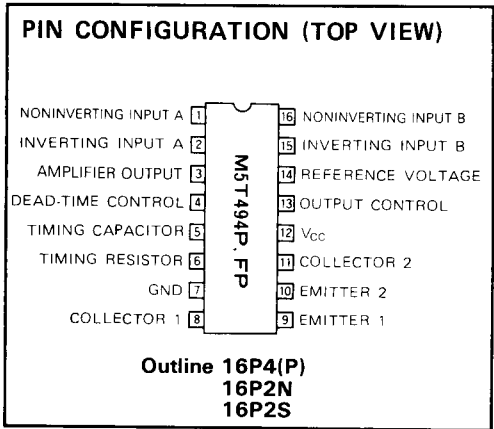 PIN CONFIGURATION (TOP VIEW)
NONINVERTING INPUT A 1 16 NONINVERTING INPUT B
INVERTING INPUT A 2 15 INVERTING INPUT B
AMPLIFIER OUTPUT 3 14 REFERENCE VOLTAGE
DEAD-TIME CONTROL 4 13 OUTPUT CONTROL
TIMING CAPACITOR 5 12 VCC
TIMING RESISTOR 6 11 COLLECTOR 2
GND 7 10 EMITTER 2
COLLECTOR 1 8 9 EMITTER 1
M5T494P, FP
Outline 16P4(P)
16P2N
16P2S